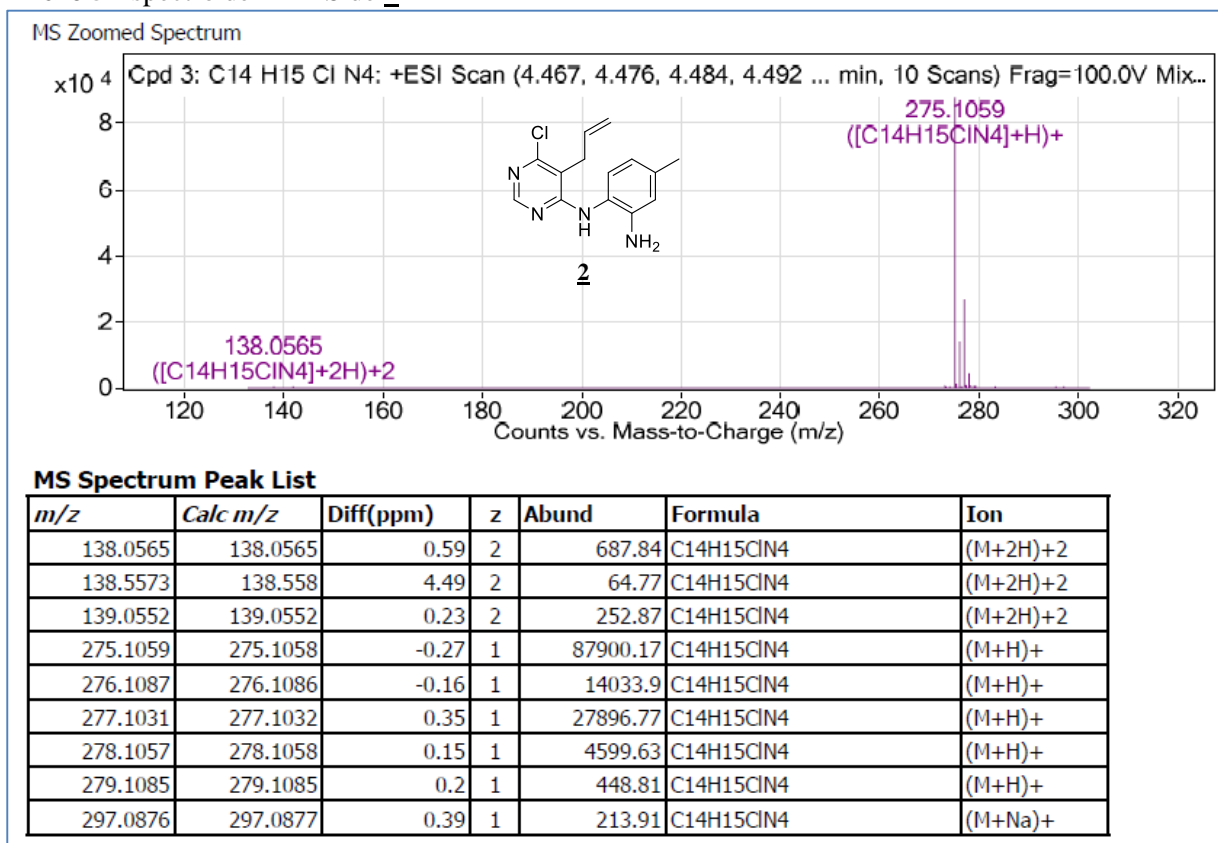 MS Zoomed Spectrum
x10 4 Cpd 3: C14 H15 Cl N4: +ESI Scan (4.467, 4.476, 4.484, 4.492 ... min, 10 Scans) Frag=100.0V Mix...
275.1059
([C14H15ClN4]+H)+
8
6
4
2
0
Cl
N
N
N
H
NH2
2
138.0565
([C14H15ClN4]+2H)+2
120 140 160 180 200 220 240 260 280 300 320
Counts vs. Mass-to-Charge (m/z)
MS Spectrum Peak List
m/z Calc m/z Diff(ppm) z Abund Formula Ion
138.0565 138.0565 0.59 2 687.84 C14H15ClN4 (M+2H)+2
138.5573 138.558 4.49 2 64.77 C14H15ClN4 (M+2H)+2
139.0552 139.0552 0.23 2 252.87 C14H15ClN4 (M+2H)+2
275.1059 275.1058 -0.27 1 87900.17 C14H15ClN4 (M+H)+
276.1087 276.1086 -0.16 1 14033.9 C14H15ClN4 (M+H)+
277.1031 277.1032 0.35 1 27896.77 C14H15ClN4 (M+H)+
278.1057 278.1058 0.15 1 4599.63 C14H15ClN4 (M+H)+
279.1085 279.1085 0.2 1 448.81 C14H15ClN4 (M+H)+
297.0876 297.0877 0.39 1 213.91 C14H15ClN4 (M+Na)+